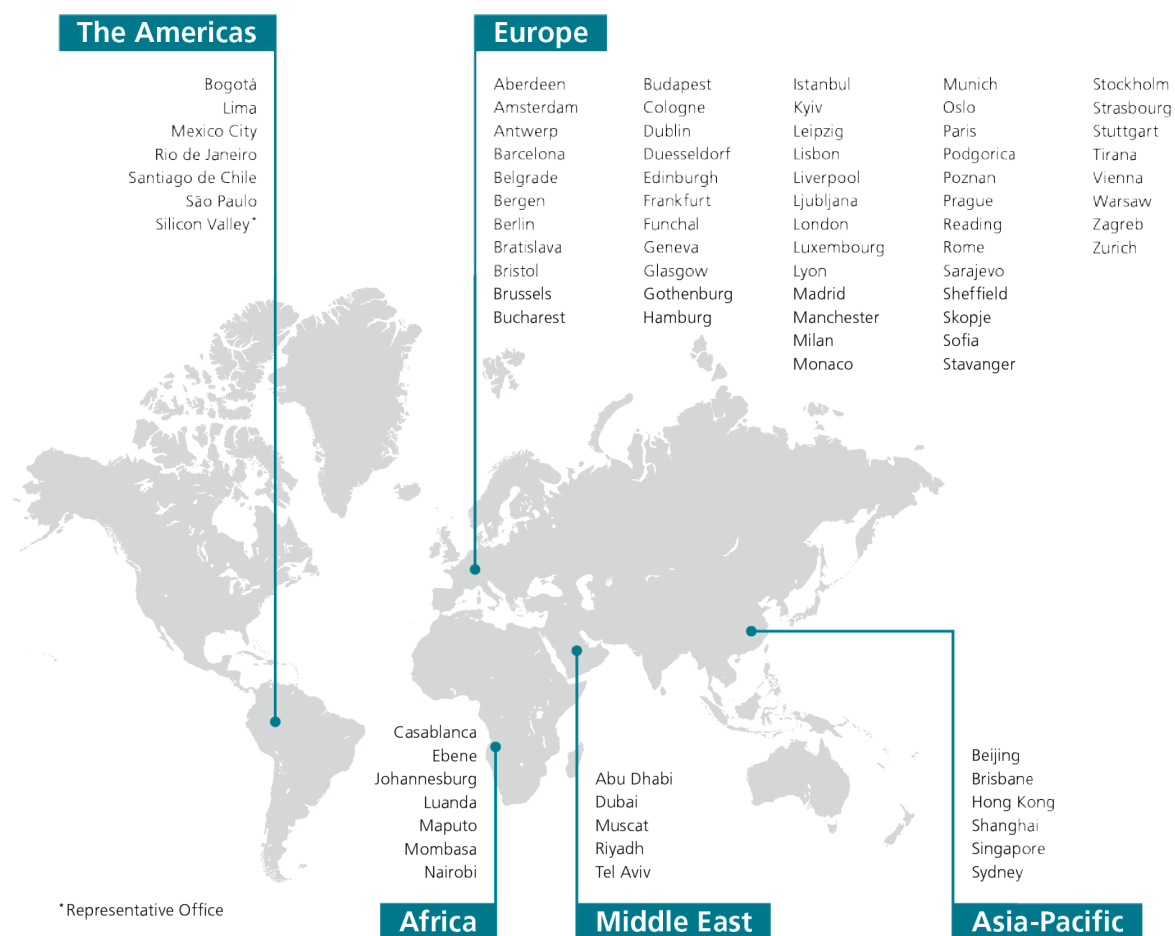 The Americas
Bogotá
Lima
Mexico City
Rio de Janeiro
Santiago de Chile
São Paulo
Silicon Valley*
Europe
Aberdeen
Amsterdam
Antwerp
Barcelona
Belgrade
Bergen
Berlin
Bratislava
Bristol
Brussels
Bucharest
Budapest
Cologne
Dublin
Duesseldorf
Edinburgh
Frankfurt
Funchal
Geneva
Glasgow
Gothenburg
Hamburg
Istanbul
Kyiv
Leipzig
Lisbon
Liverpool
Ljubljana
London
Luxembourg
Lyon
Madrid
Manchester
Milan
Monaco
Munich
Oslo
Paris
Podgorica
Poznan
Prague
Reading
Rome
Sarajevo
Sheffield
Skopje
Sofia
Stavanger
Stockholm
Strasbourg
Stuttgart
Tirana
Vienna
Warsaw
Zagreb
Zurich
Casablanca
Ebene
Johannesburg
Luanda
Maputo
Mombasa
Nairobi
Africa
Abu Dhabi
Dubai
Muscat
Riyadh
Tel Aviv
Middle East
Beijing
Brisbane
Hong Kong
Shanghai
Singapore
Sydney
Asia-Pacific
*Representative Office